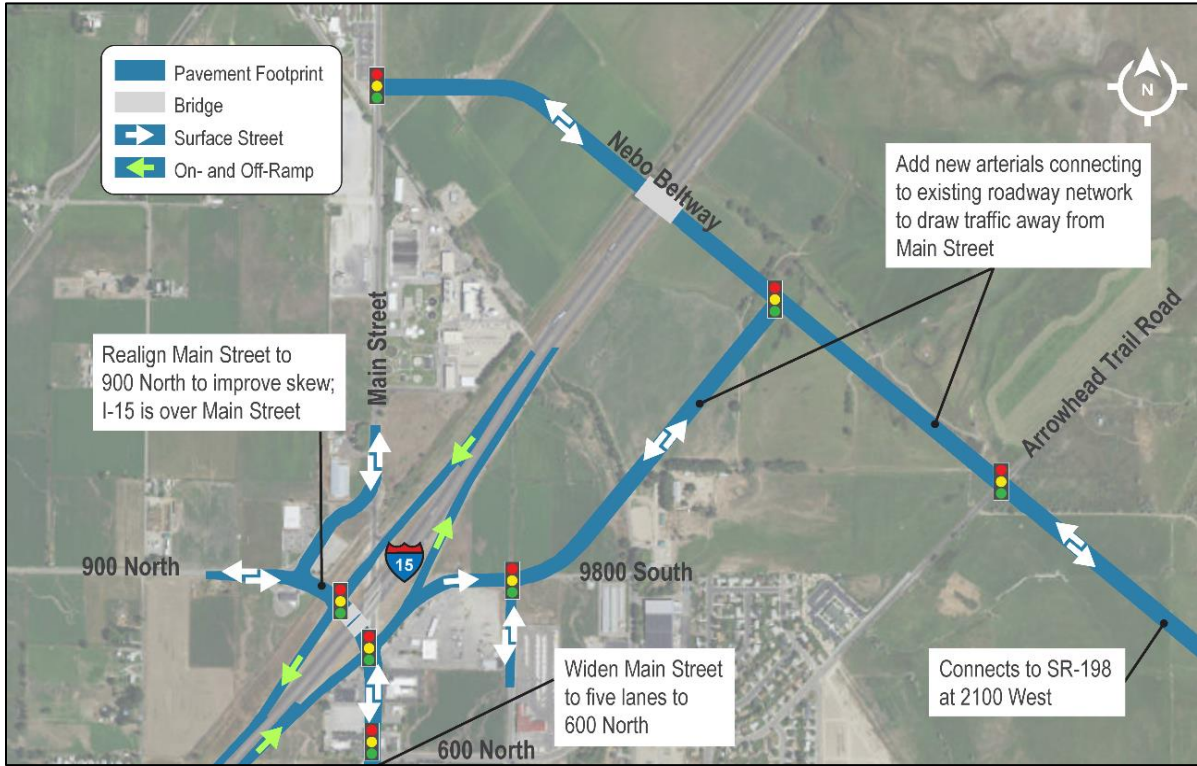 Pavement Footprint
Bridge
Surface Street
On- and Off-Ramp
N
Nebo Beltway
Add new arterials connecting
to existing roadway network
to draw traffic away from
Main Street
Main Street
Arrowhead Trail Road
Realign Main Street to
900 North to improve skew;
I-15 is over Main Street
15
900 North
9800 South
Widen Main Street
to five lanes to
600 North
Connects to SR-198
at 2100 West
600 North